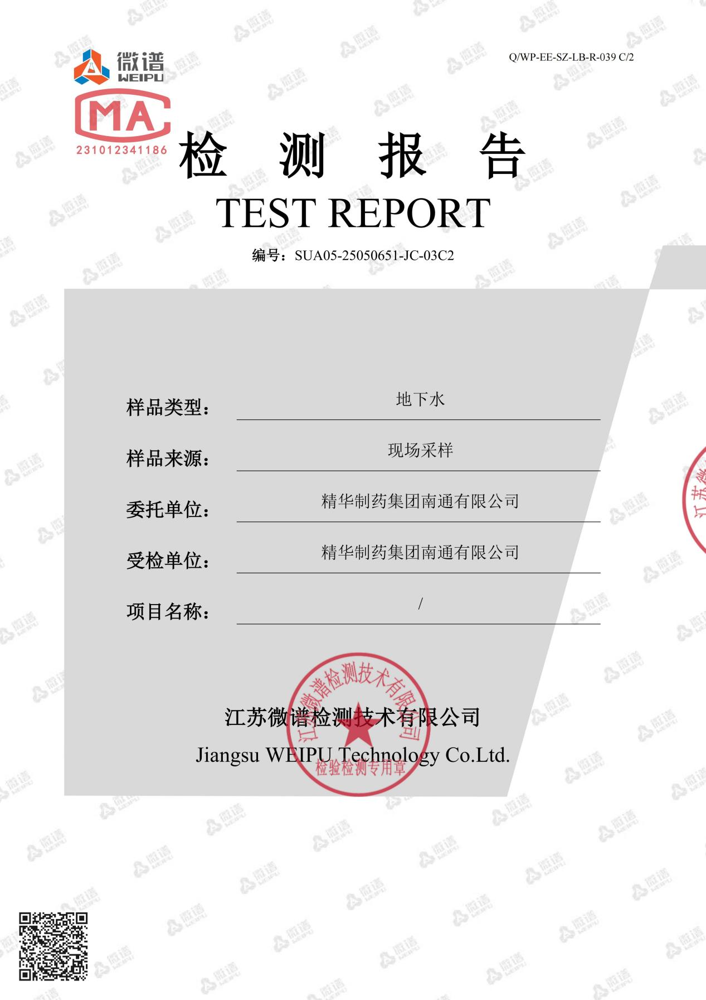 微谱
WEIPU
Q/WP-EE-SZ-LB-R-039 C/2
MA
231012341186
检测报告
TEST REPORT
编号：SUA05-25050651-JC-03C2
样品类型： 地下水
样品来源： 现场采样
委托单位： 精华制药集团南通有限公司
受检单位： 精华制药集团南通有限公司
项目名称： /
江苏微谱检测技术有限公司
Jiangsu WEIPU Technology Co.Ltd.
江苏微谱检测技术有限公司
检验检测专用章
江苏微